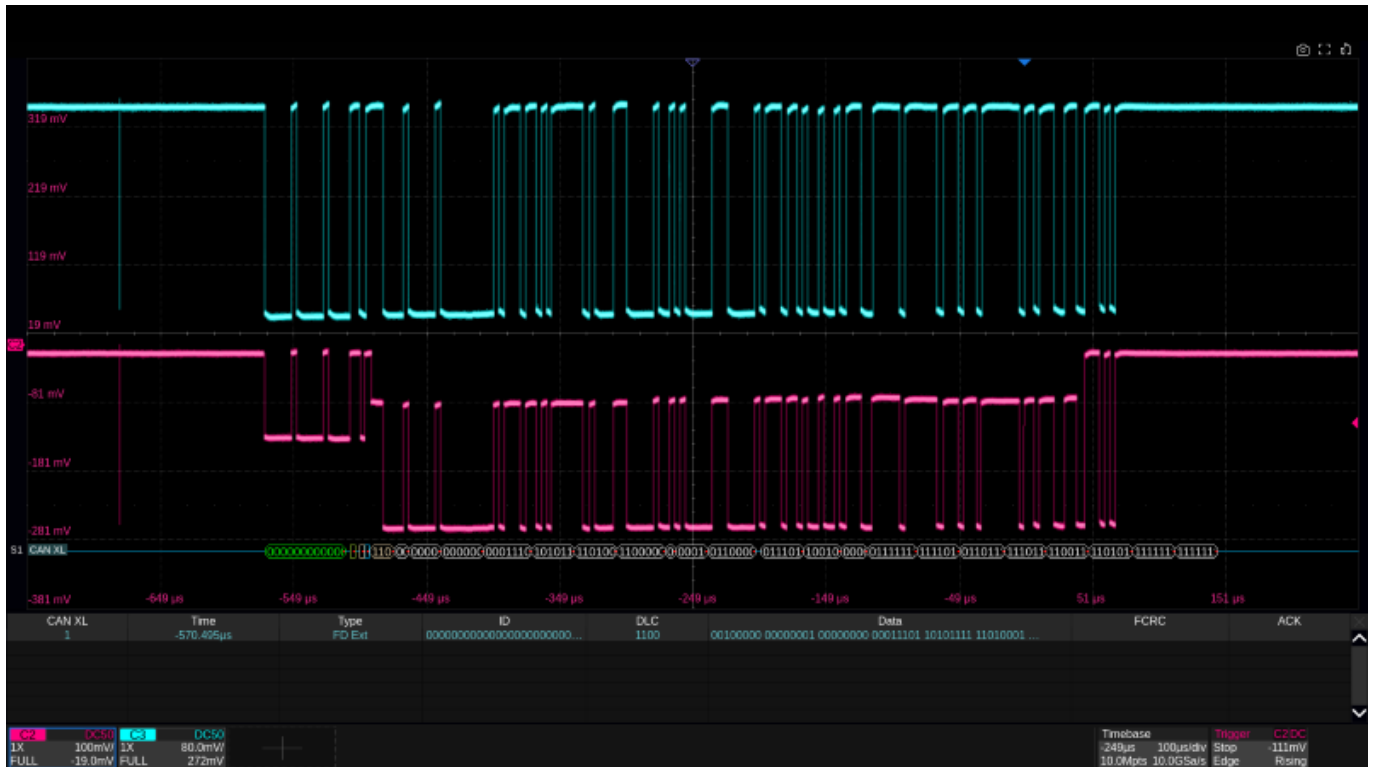 319 mV
219 mV
119 mV
19 mV
C2
-81 mV
-181 mV
-281 mV
S1 CAN XL
-381 mV -649 µs -549 µs -449 µs -349 µs -249 µs -149 µs -49 µs 51 µs 151 µs
CAN XL Time Type ID DLC Data FCRC ACK
1 -570.495µs FD Ext 00000000000000000000000... 1100 00100000 00000001 00000000 00011101 10101111 11010001 ...
C2 DC50 C3 DC50 Timebase Trigger C2DC
1X 100mV/ 1X 80.0mV/ -249µs 100µs/div Stop -111mV
FULL -19.0mV FULL 272mV 10.0Mpts 10.0GSa/s Edge Rising